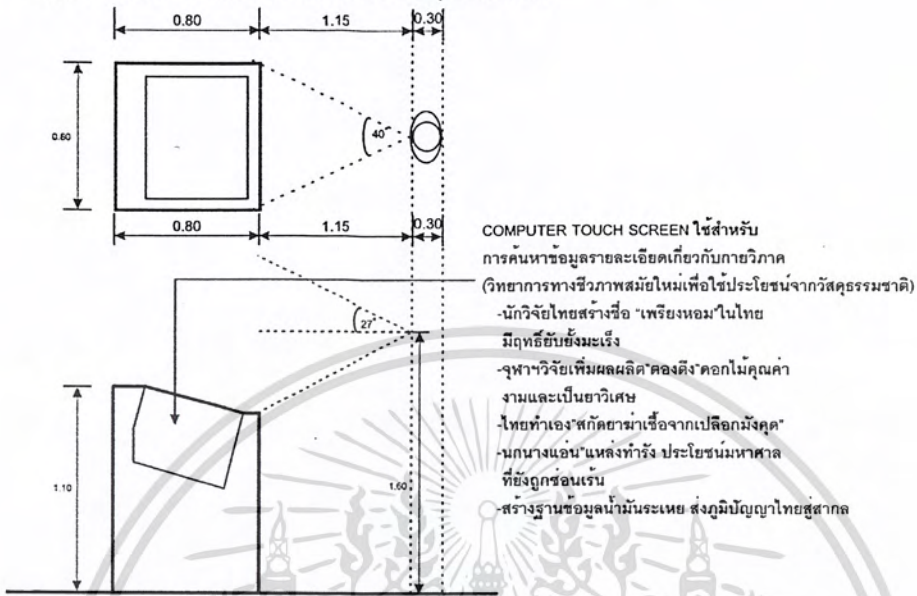 0.80 1.15 0.30
0.60
40
0.80 1.15 0.30
COMPUTER TOUCH SCREEN ใช้สำหรับ
การค้นหาข้อมูลรายละเอียดเกี่ยวกับกายวิภาค
(วิทยาการทางชีวภาพสมัยใหม่เพื่อใช้ประโยชน์จากวัสดุธรรมชาติ)
27
-นักวิจัยไทยสร้างชื่อ "เพรียงหอม"ในไทย
มีฤทธิ์ยับยั้งมะเร็ง
-จุฬาฯวิจัยเพิ่มผลผลิต"ดองดึง"ดอกไม้คุณค่า
งามและเป็นยาวิเศษ
-ไทยทำเอง"สกัดยาฆ่าเชื้อจากเปลือกมังคุด"
-นกนางแอ่น"แหล่งทำรัง ประโยชน์มหาศาล
ที่ยังถูกซ่อนเร้น
1.10
1.60
-สร้างฐานข้อมูลน้ำมันระเหย ส่งภูมิปัญญาไทยสู่สากล